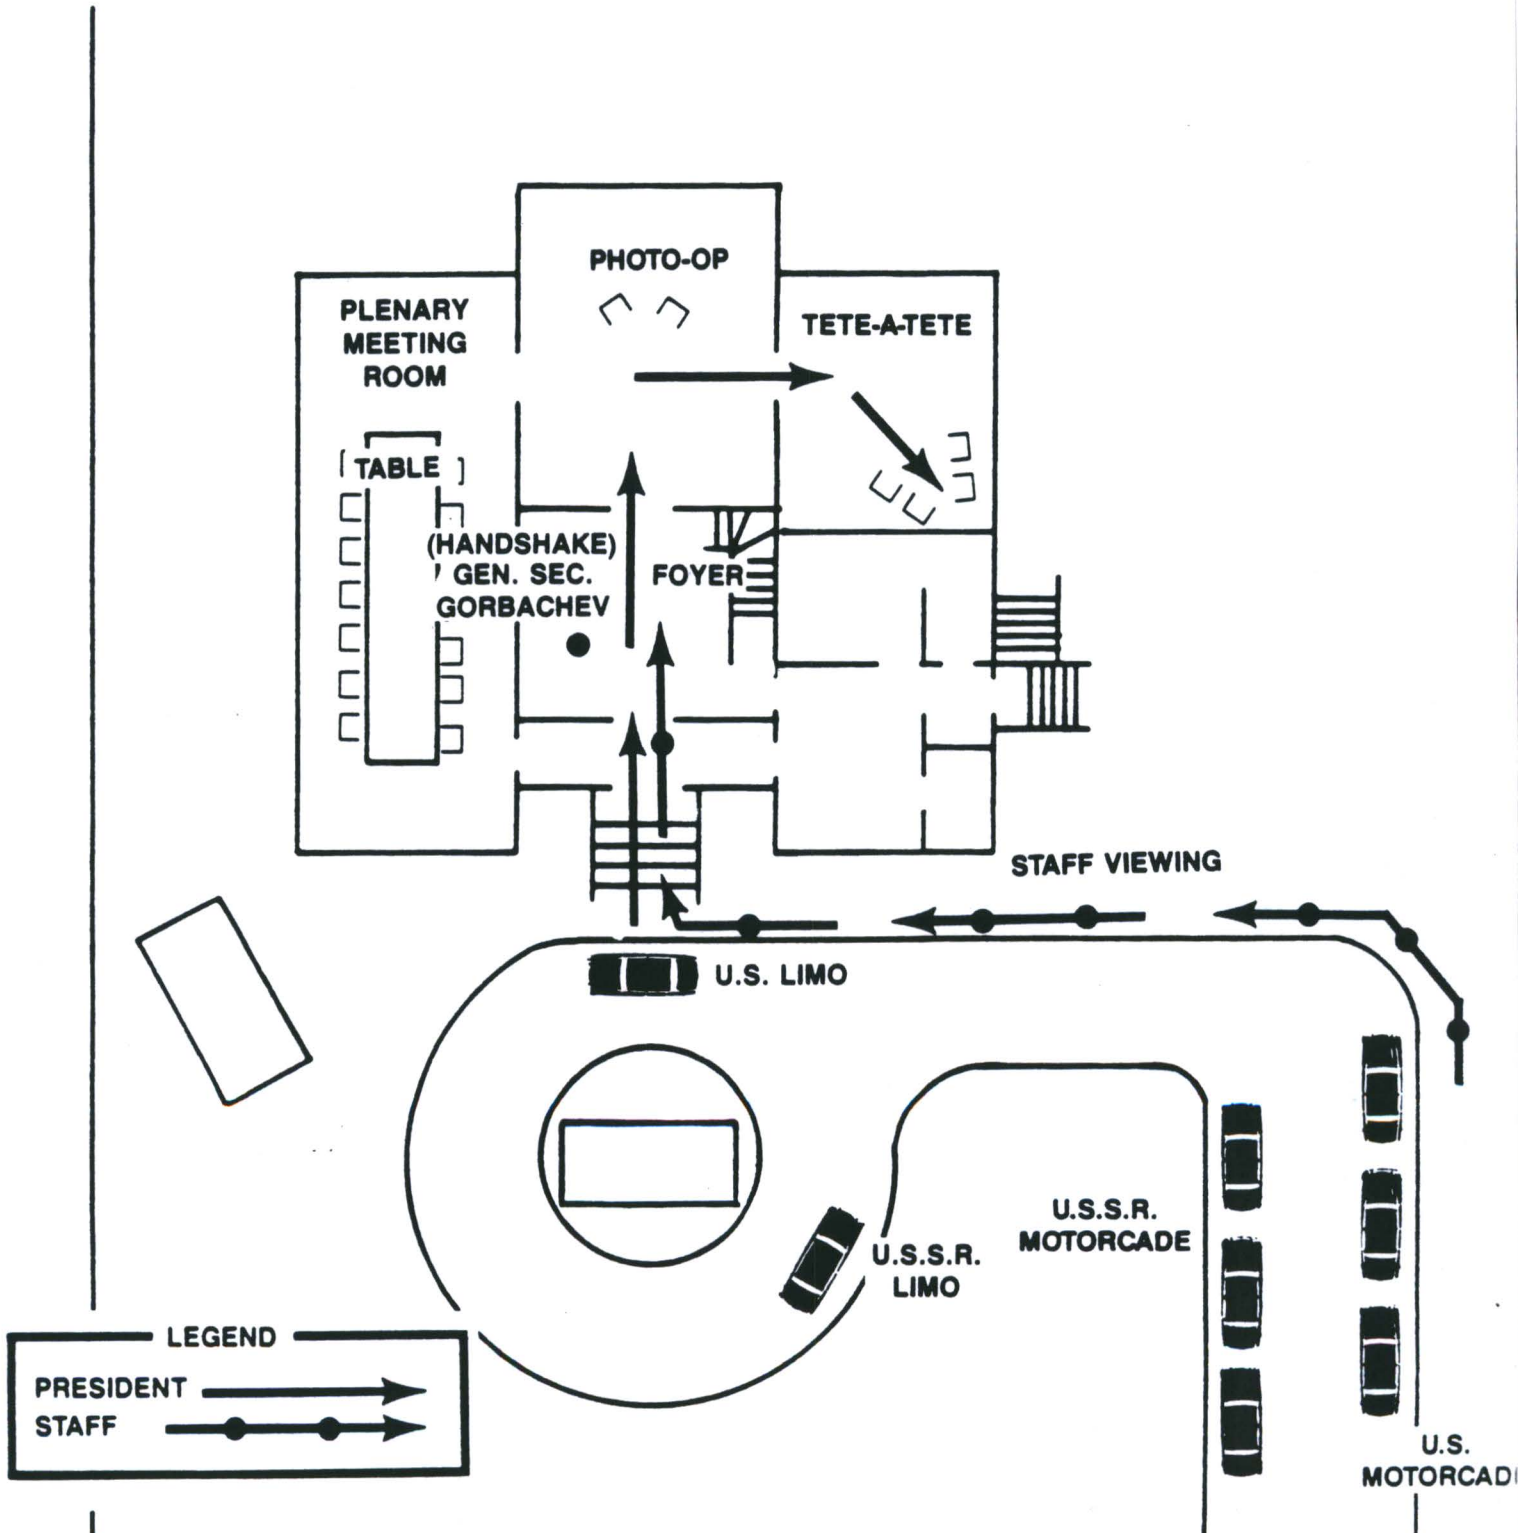 PHOTO-OP
PLENARY
MEETING
ROOM
TETE-A-TETE
TABLE
(HANDSHAKE)
GEN. SEC.
GORBACHEV
FOYER
STAFF VIEWING
U.S. LIMO
U.S.S.R.
MOTORCADE
U.S.S.R.
LIMO
LEGEND
PRESIDENT
STAFF
U.S.
MOTORCAD